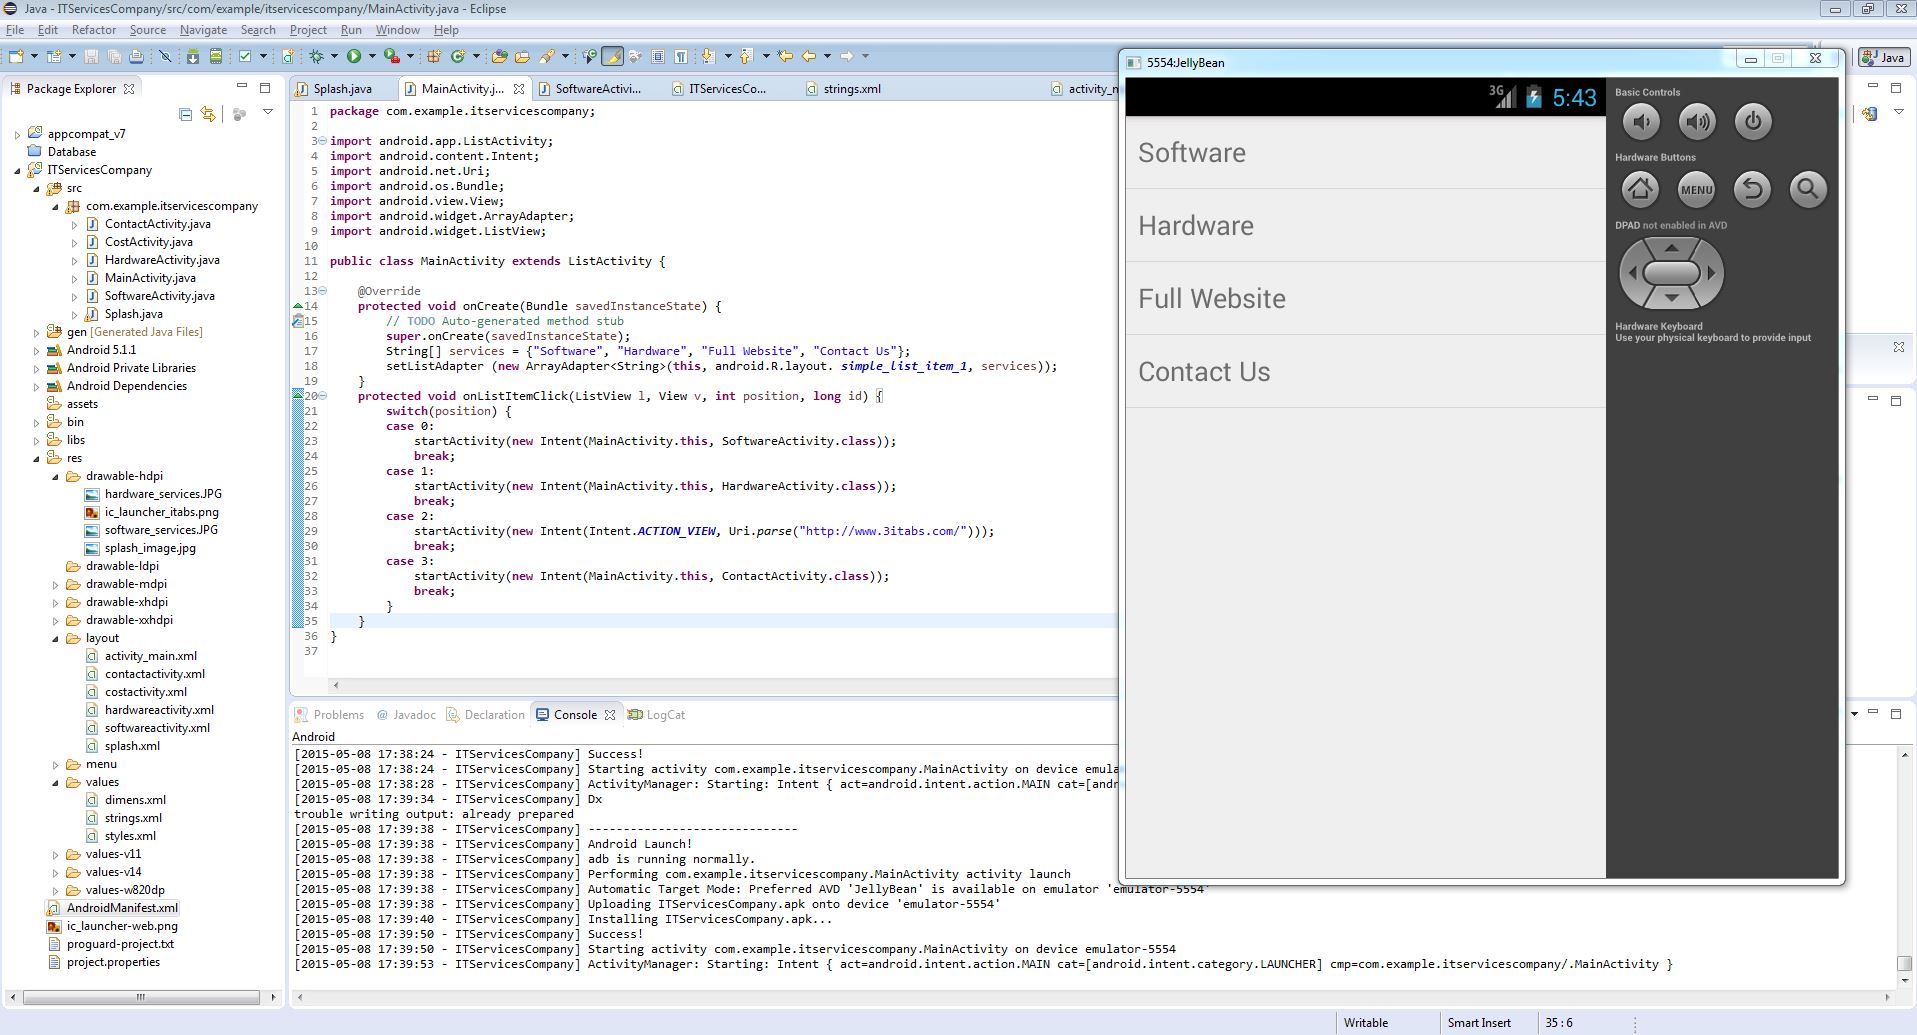 Java - ITServicesCompany/src/com/example/itservicescompany/MainActivity.java - Eclipse
File Edit Refactor Source Navigate Search Project Run Window Help
Java
Package Explorer
appcompat_v7
Database
ITServicesCompany
src
com.example.itservicescompany
ContactActivity.java
CostActivity.java
HardwareActivity.java
MainActivity.java
SoftwareActivity.java
Splash.java
gen [Generated Java Files]
Android 5.1.1
Android Private Libraries
Android Dependencies
assets
bin
libs
res
drawable-hdpi
hardware_services.JPG
ic_launcher_itabs.png
software_services.JPG
splash_image.jpg
drawable-ldpi
drawable-mdpi
drawable-xhdpi
drawable-xxhdpi
layout
activity_main.xml
contactactivity.xml
costactivity.xml
hardwareactivity.xml
softwareactivity.xml
splash.xml
menu
values
dimens.xml
strings.xml
styles.xml
values-v11
values-v14
values-w820dp
AndroidManifest.xml
ic_launcher-web.png
proguard-project.txt
project.properties
Splash.java MainActivity.j... SoftwareActivi... ITServicesCo... strings.xml activity_n
1 package com.example.itservicescompany;
2
3 import android.app.ListActivity;
4 import android.content.Intent;
5 import android.net.Uri;
6 import android.os.Bundle;
7 import android.view.View;
8 import android.widget.ArrayAdapter;
9 import android.widget.ListView;
10
11 public class MainActivity extends ListActivity {
12
13 @Override
14 protected void onCreate(Bundle savedInstanceState) {
15 // TODO Auto-generated method stub
16 super.onCreate(savedInstanceState);
17 String[] services = {"Software", "Hardware", "Full Website", "Contact Us"};
18 setListAdapter (new ArrayAdapter<String>(this, android.R.layout. simple_list_item_1, services));
19 }
20 protected void onListItemClick(ListView l, View v, int position, long id) {
21 switch(position) {
22 case 0:
23 startActivity(new Intent(MainActivity.this, SoftwareActivity.class));
24 break;
25 case 1:
26 startActivity(new Intent(MainActivity.this, HardwareActivity.class));
27 break;
28 case 2:
29 startActivity(new Intent(Intent.ACTION_VIEW, Uri.parse("http://www.3itabs.com/")));
30 break;
31 case 3:
32 startActivity(new Intent(MainActivity.this, ContactActivity.class));
33 break;
34 }
35 }
36 }
37
Problems @ Javadoc Declaration Console LogCat
Android
[2015-05-08 17:38:24 - ITServicesCompany] Success!
[2015-05-08 17:38:24 - ITServicesCompany] Starting activity com.example.itservicescompany.MainActivity on device emula
[2015-05-08 17:38:28 - ITServicesCompany] ActivityManager: Starting: Intent { act=android.intent.action.MAIN cat=[andr
[2015-05-08 17:39:34 - ITServicesCompany] Dx
trouble writing output: already prepared
[2015-05-08 17:39:38 - ITServicesCompany] ------------------------------
[2015-05-08 17:39:38 - ITServicesCompany] Android Launch!
[2015-05-08 17:39:38 - ITServicesCompany] adb is running normally.
[2015-05-08 17:39:38 - ITServicesCompany] Performing com.example.itservicescompany.MainActivity activity launch
[2015-05-08 17:39:38 - ITServicesCompany] Automatic Target Mode: Preferred AVD 'JellyBean' is available on emulator 'emulator-5554'
[2015-05-08 17:39:38 - ITServicesCompany] Uploading ITServicesCompany.apk onto device 'emulator-5554'
[2015-05-08 17:39:40 - ITServicesCompany] Installing ITServicesCompany.apk...
[2015-05-08 17:39:50 - ITServicesCompany] Success!
[2015-05-08 17:39:50 - ITServicesCompany] Starting activity com.example.itservicescompany.MainActivity on device emulator-5554
[2015-05-08 17:39:53 - ITServicesCompany] ActivityManager: Starting: Intent { act=android.intent.action.MAIN cat=[android.intent.category.LAUNCHER] cmp=com.example.itservicescompany/.MainActivity }
5554:JellyBean
3G 5:43
Software
Hardware
Full Website
Contact Us
Basic Controls
Hardware Buttons
MENU
DPAD not enabled in AVD
Hardware Keyboard
Use your physical keyboard to provide input
Writable Smart Insert 35 : 6